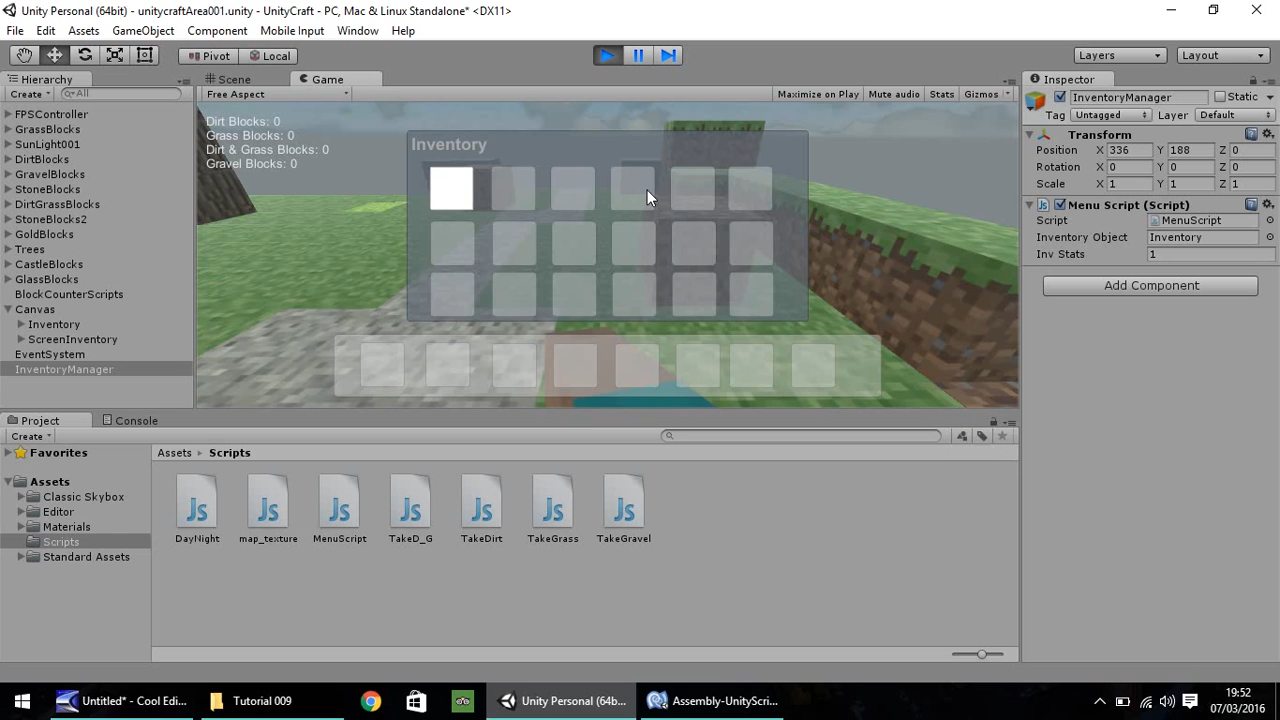 Unity Personal (64bit) - unitycraftArea001.unity - UnityCraft - PC, Mac & Linux Standalone* <DX11>
File Edit Assets GameObject Component Mobile Input Window Help
Pivot Local Layers Layout
Hierarchy
Create All
FPSController
GrassBlocks
SunLight001
DirtBlocks
GravelBlocks
StoneBlocks
DirtGrassBlocks
StoneBlocks2
GoldBlocks
Trees
CastleBlocks
GlassBlocks
BlockCounterScripts
Canvas
Inventory
ScreenInventory
EventSystem
InventoryManager
Scene Game
Free Aspect Maximize on Play Mute audio Stats Gizmos
Dirt Blocks: 0
Grass Blocks: 0
Dirt & Grass Blocks: 0
Gravel Blocks: 0
Inventory
Inspector
InventoryManager Static
Tag Untagged Layer Default
Transform
Position X 336 Y 188 Z 0
Rotation X 0 Y 0 Z 0
Scale X 1 Y 1 Z 1
Js Menu Script (Script)
Script MenuScript
Inventory Object Inventory
Inv Stats 1
Add Component
Project Console
Create
Favorites
Assets
Classic Skybox
Editor
Materials
Scripts
Standard Assets
Assets Scripts
Js Js Js Js Js Js Js
DayNight map_texture MenuScript TakeD_G TakeDirt TakeGrass TakeGravel
Untitled* - Cool Edi... Tutorial 009 Unity Personal (64bi... Assembly-UnityScri...
19:52
07/03/2016